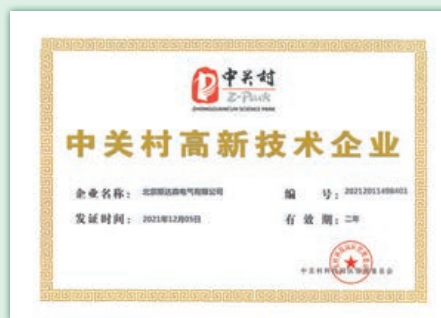 中关村
Z-Park
ZHONGGUANCUN SCIENCE PARK
中关村高新技术企业
企业名称： 北京斯达森电气有限公司
编 号：20212011498401
发证时间： 2021年12月05日
有 效 期：二年